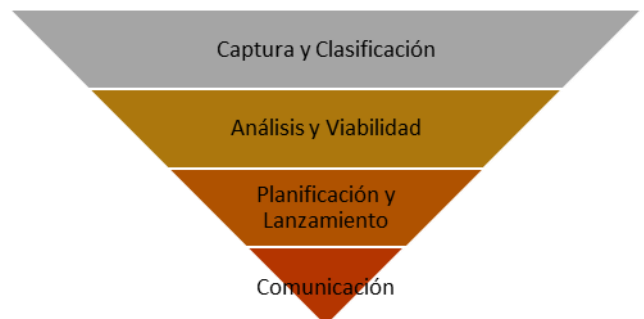 Captura y Clasificación
Análisis y Viabilidad
Planificación y
Lanzamiento
Comunicación